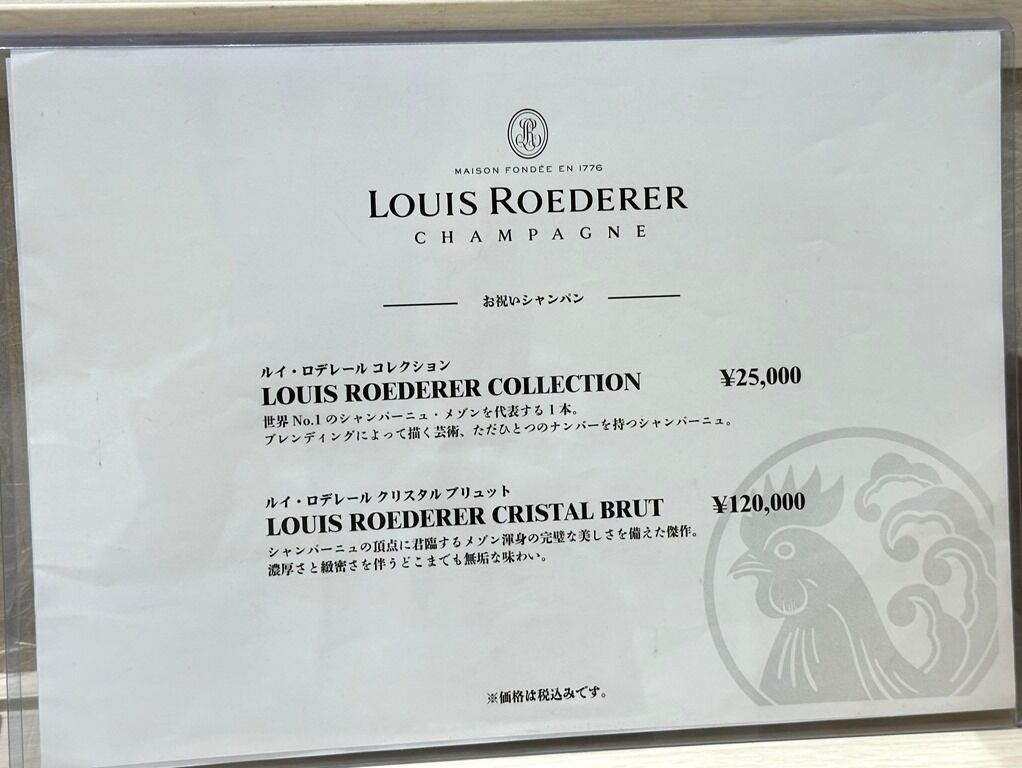 MAISON FONDÉE EN 1776
LOUIS ROEDERER
CHAMPAGNE
お祝いシャンパン
ルイ・ロデレール コレクション
LOUIS ROEDERER COLLECTION ¥25,000
世界 No.1 のシャンパーニュ・メゾンを代表する 1 本。
ブレンディングによって描く芸術、ただひとつのナンバーを持つシャンパーニュ。
ルイ・ロデレール クリスタル ブリュット
LOUIS ROEDERER CRISTAL BRUT ¥120,000
シャンパーニュの頂点に君臨するメゾン渾身の完璧な美しさを備えた傑作。
濃厚さと緻密さを伴うどこまでも無垢な味わい。
※価格は税込みです。